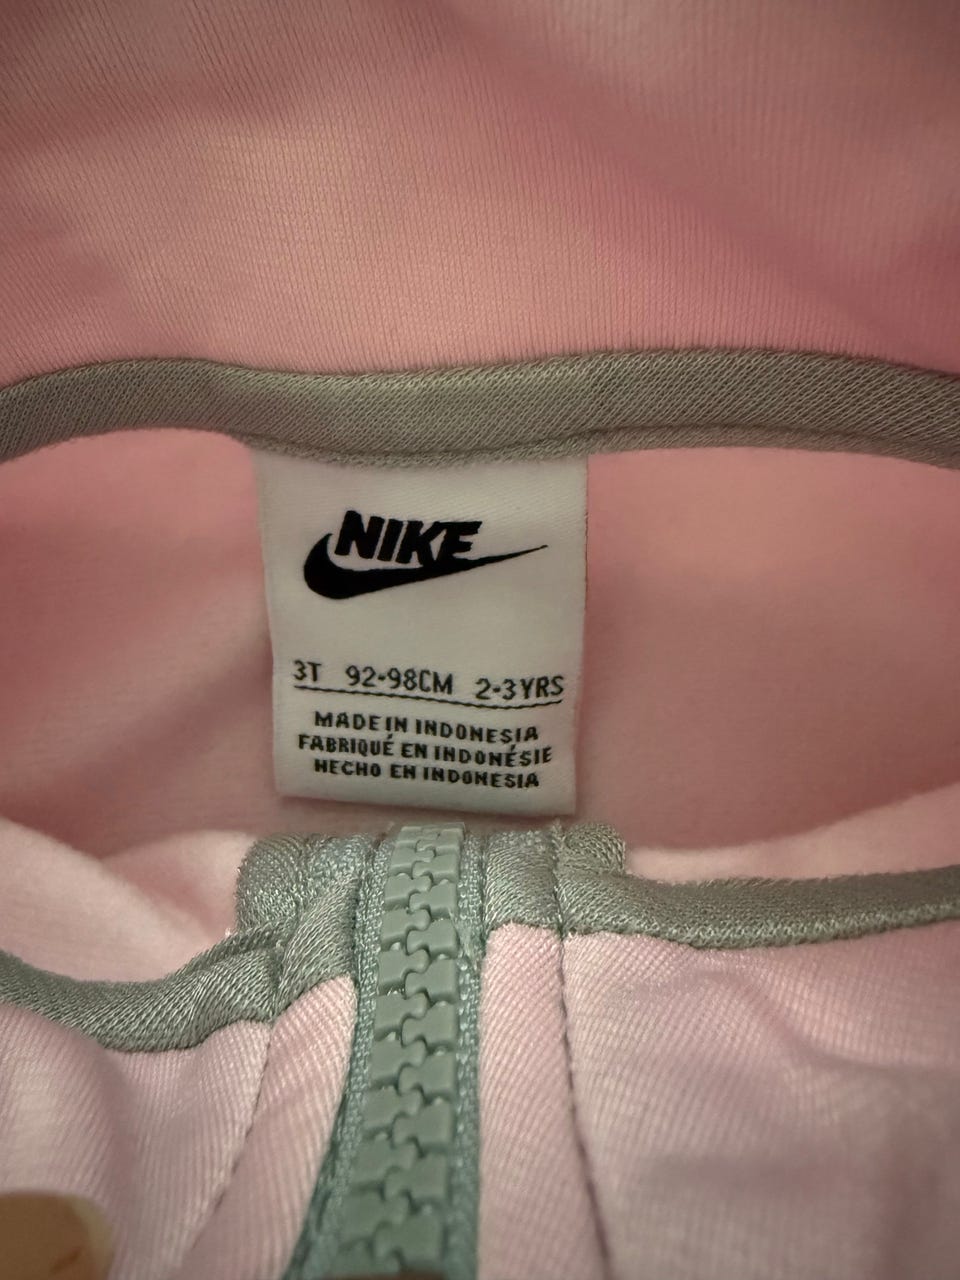 NIKE
3T 92-98CM 2-3YRS
MADE IN INDONESIA
FABRIQUÉ EN INDONÉSIE
HECHO EN INDONESIA